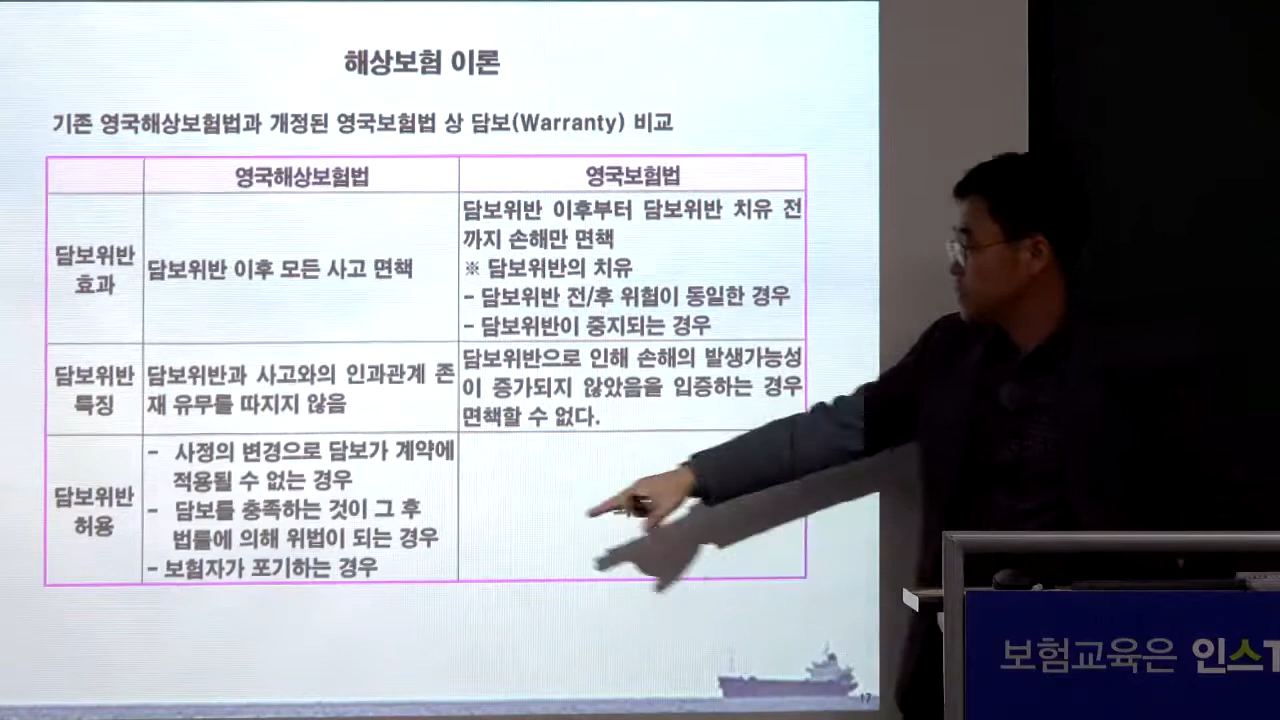 해상보험 이론
기존 영국해상보험법과 개정된 영국보험법 상 담보(Warranty) 비교
영국해상보험법
영국보험법
담보위반
효과
담보위반 이후 모든 사고 면책
담보위반 이후부터 담보위반 치유 전
까지 손해만 면책
※ 담보위반의 치유
- 담보위반 전/후 위험이 동일한 경우
- 담보위반이 중지되는 경우
담보위반
특징
담보위반과 사고와의 인과관계 존
재 유무를 따지지 않음
담보위반으로 인해 손해의 발생가능성
이 증가되지 않았음을 입증하는 경우
면책할 수 없다.
담보위반
허용
- 사정의 변경으로 담보가 계약에
적용될 수 없는 경우
- 담보를 충족하는 것이 그 후
법률에 의해 위법이 되는 경우
- 보험자가 포기하는 경우
17
보험교육은 인스